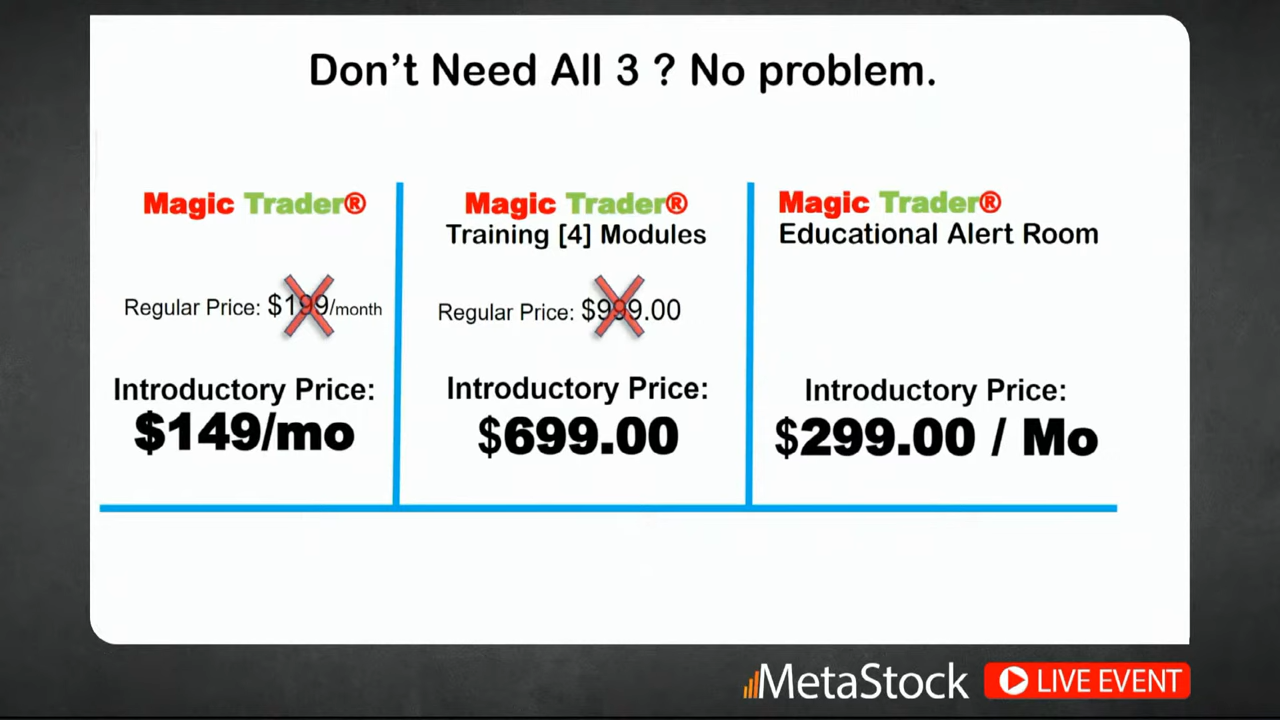 Don't Need All 3 ? No problem.
Magic Trader®
Regular Price: $199/month
Introductory Price:
$149/mo
Magic Trader®
Training [4] Modules
Regular Price: $999.00
Introductory Price:
$699.00
Magic Trader®
Educational Alert Room
Introductory Price:
$299.00 / Mo
MetaStock
LIVE EVENT